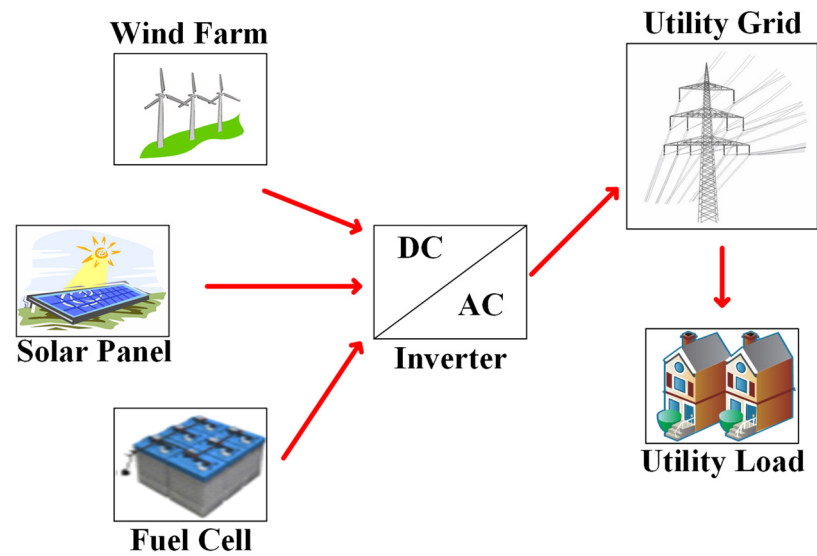 Wind Farm
Utility Grid
DC
AC
Solar Panel
Inverter
Fuel Cell
Utility Load